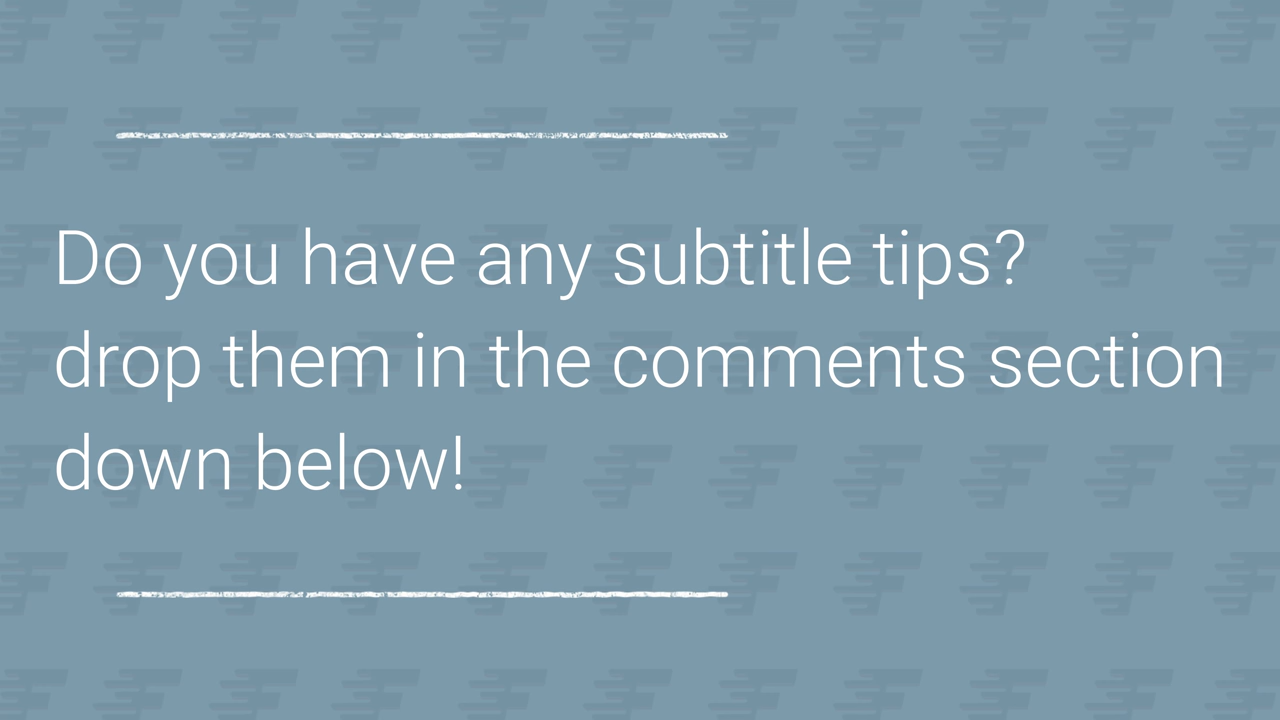 Do you have any subtitle tips?
drop them in the comments section
down below!